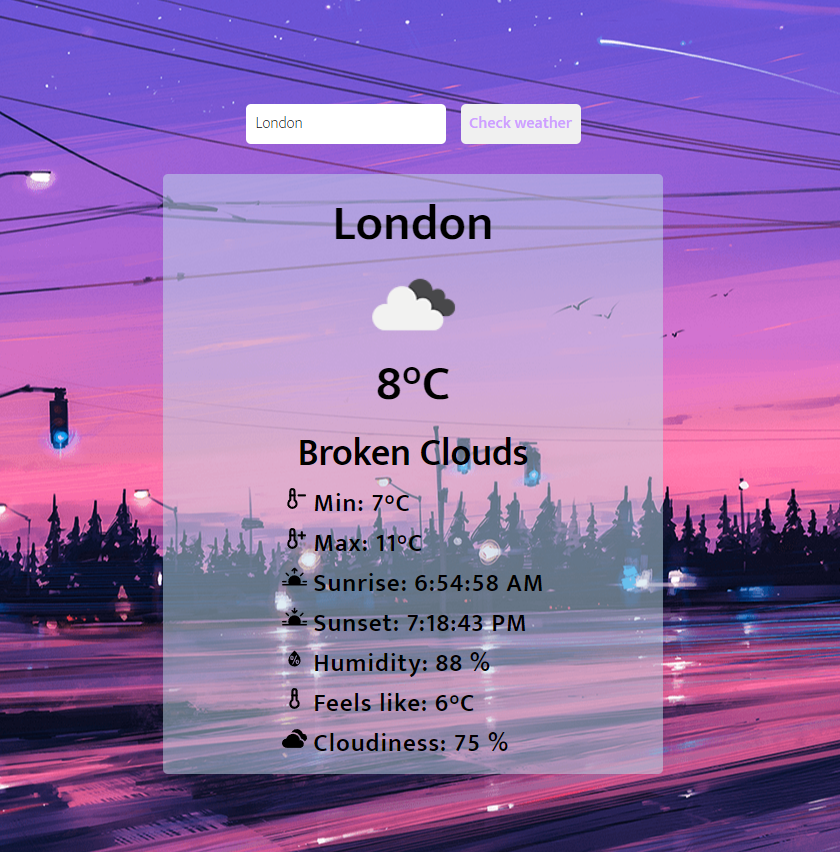 London
Check weather
London
8°C
Broken Clouds
Min: 7°C
Max: 11°C
Sunrise: 6:54:58 AM
Sunset: 7:18:43 PM
Humidity: 88 %
Feels like: 6°C
Cloudiness: 75 %